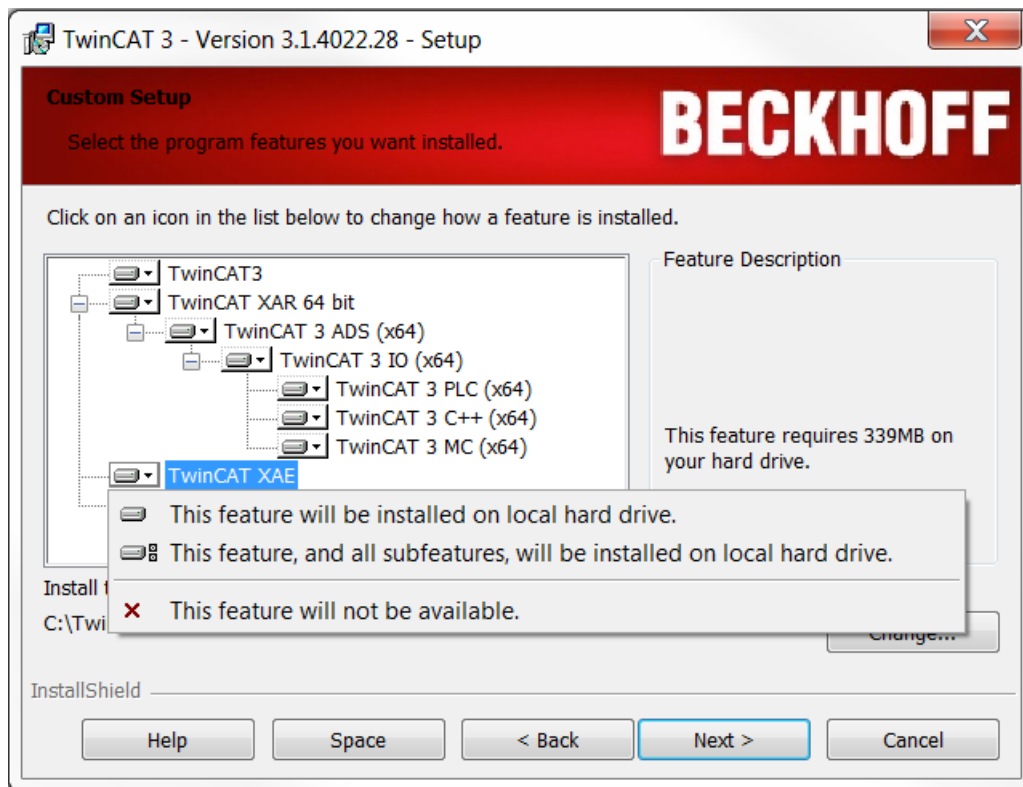 TwinCAT 3 - Version 3.1.4022.28 - Setup
Custom Setup
BECKHOFF
Select the program features you want installed.
Click on an icon in the list below to change how a feature is installed.
Feature Description
TwinCAT3
TwinCAT XAR 64 bit
TwinCAT 3 ADS (x64)
TwinCAT 3 IO (x64)
TwinCAT 3 PLC (x64)
TwinCAT 3 C++ (x64)
TwinCAT 3 MC (x64)
This feature requires 339MB on
your hard drive.
TwinCAT XAE
This feature will be installed on local hard drive.
This feature, and all subfeatures, will be installed on local hard drive.
This feature will not be available.
Install
C:\Twi
Change...
InstallShield
Help
Space
< Back
Next >
Cancel